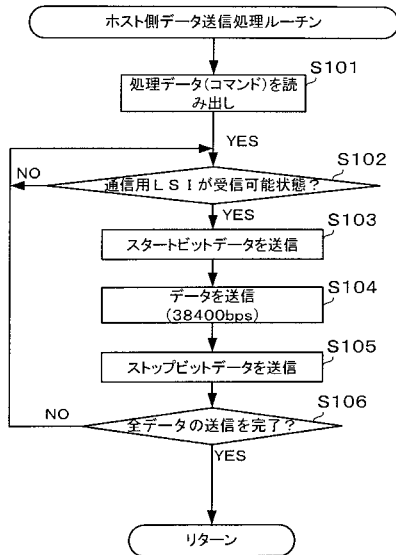 ホスト側データ送信処理ルーチン
S101
処理データ(コマンド)を読
み出し
YES
S102
NO
通信用LSIが受信可能状態?
YES
S103
スタートビットデータを送信
S104
データを送信
(38400bps)
S105
ストップビットデータを送信
S106
NO
全データの送信を完了?
YES
リターン